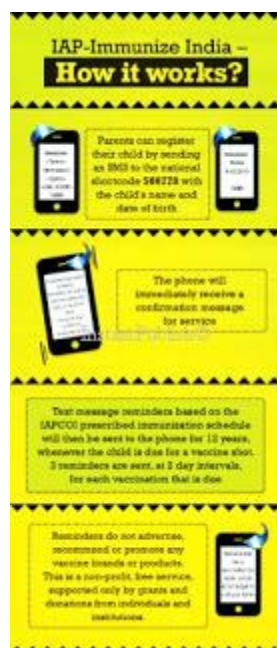 IAP-Immunize India –
How it works?
Parents can register
their child by sending
an SMS to the national
shortcode 566778 with
the child's name and
date of birth
The phone will
immediately receive a
confirmation message
for service
Text message reminders based on the
IAPCOI prescribed immunization schedule
will then be sent to the phone for 12 years,
whenever the child is due for a vaccine shot.
3 reminders are sent, at 2 day intervals,
for each vaccination that is due
Reminders do not advertise,
recommend or promote any
vaccine brands or products.
This is a non-profit, free service,
supported only by grants and
donations from individuals and
institutions.